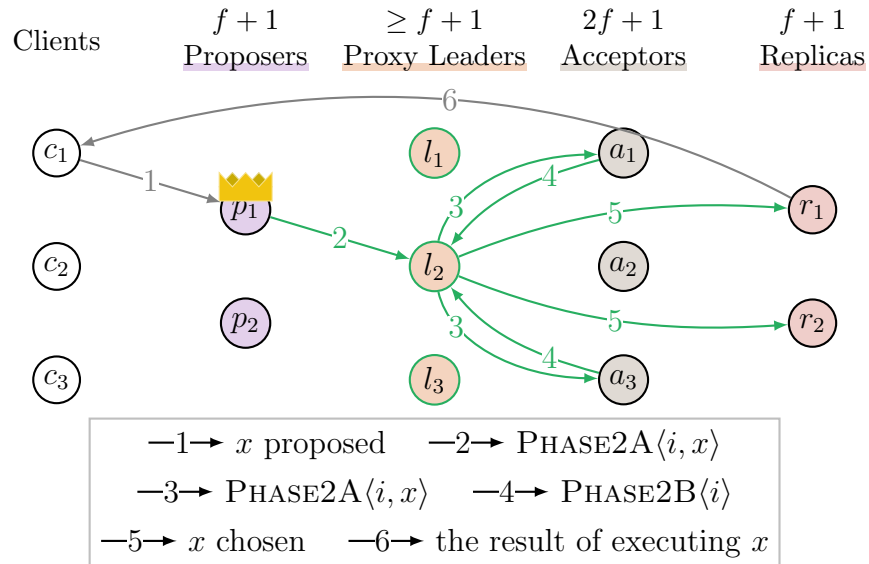 f + 1 ≥ f + 1 2f + 1 f + 1
Clients Proposers Proxy Leaders Acceptors Replicas
6
c1 l1 a1
1 3 4
p1 5 r1
2
c2 l2 a2
p2 3 5 r2
4
c3 l3 a3
—1→ x proposed —2→ PHASE2A⟨i, x⟩
—3→ PHASE2A⟨i, x⟩ —4→ PHASE2B⟨i⟩
—5→ x chosen —6→ the result of executing x